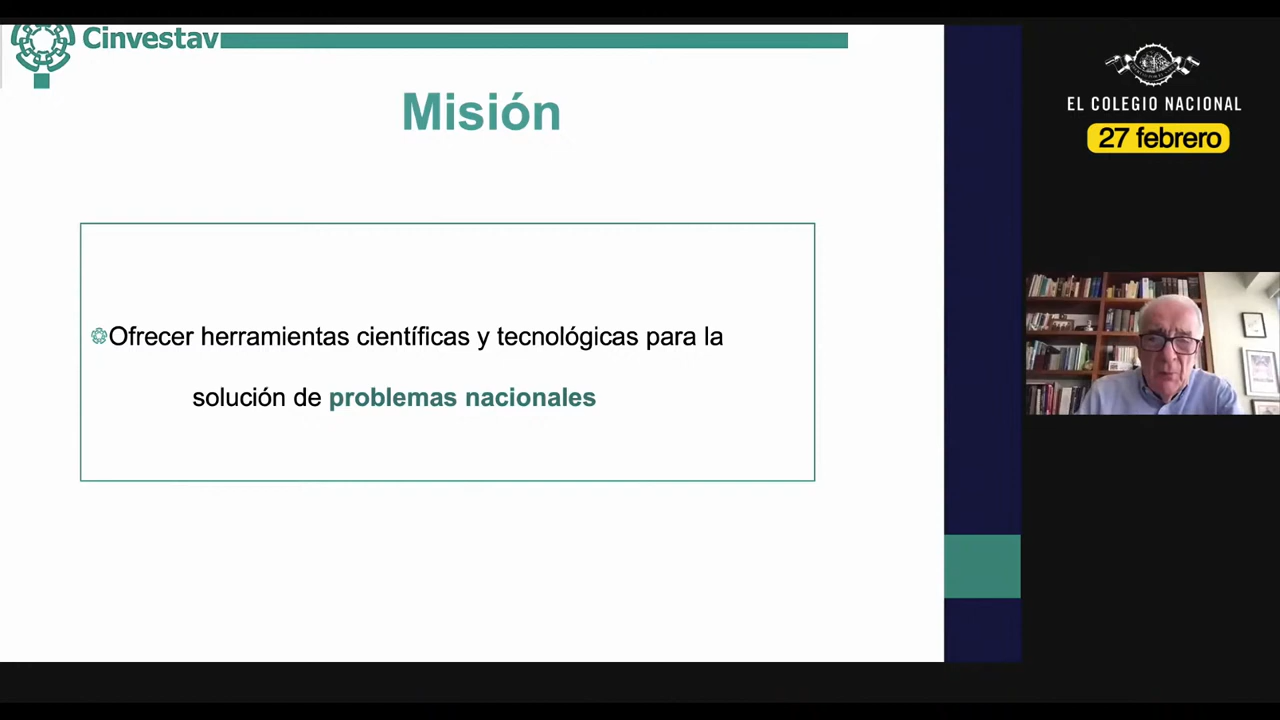 Cinvestav
Misión
Ofrecer herramientas científicas y tecnológicas para la
solución de problemas nacionales
EL COLEGIO NACIONAL
27 febrero